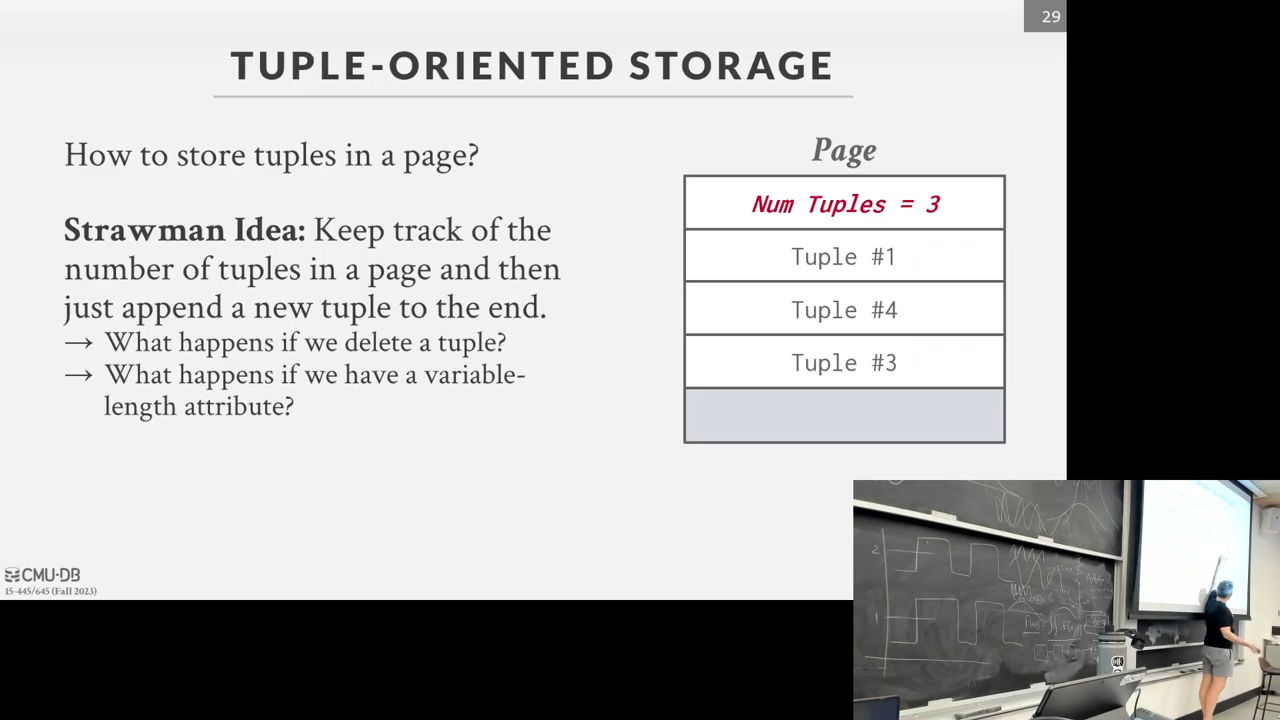 29
TUPLE-ORIENTED STORAGE
How to store tuples in a page?
Strawman Idea: Keep track of the
number of tuples in a page and then
just append a new tuple to the end.
→ What happens if we delete a tuple?
→ What happens if we have a variable-
length attribute?
Page
Num Tuples = 3
Tuple #1
Tuple #4
Tuple #3
CMU·DB
15-445/645 (Fall 2023)
2
1